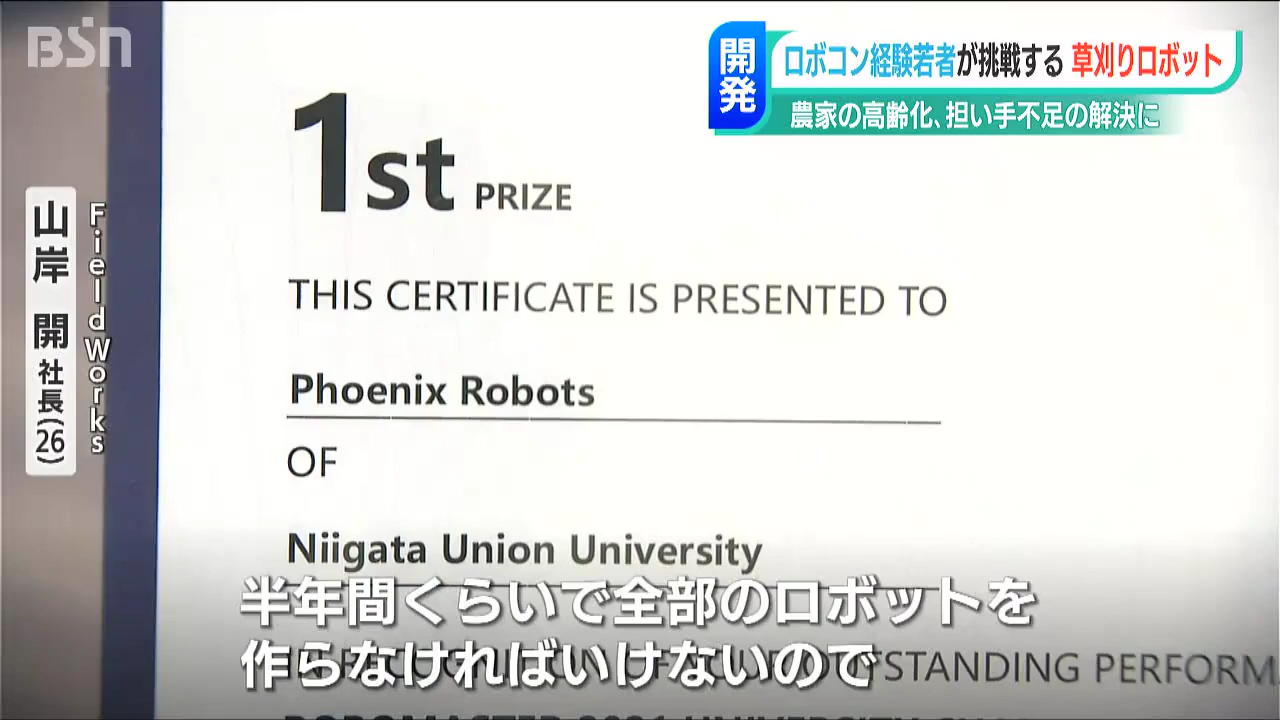 BSN
開発
ロボコン経験若者が挑戦する 草刈りロボット
農家の高齢化、担い手不足の解決に
FieldWorks
山岸 開 社長(26)
1st PRIZE
THIS CERTIFICATE IS PRESENTED TO
Phoenix Robots
OF
Niigata Union University
半年間くらいで全部のロボットを
作らなければいけないので
OUTSTANDING PERFORM